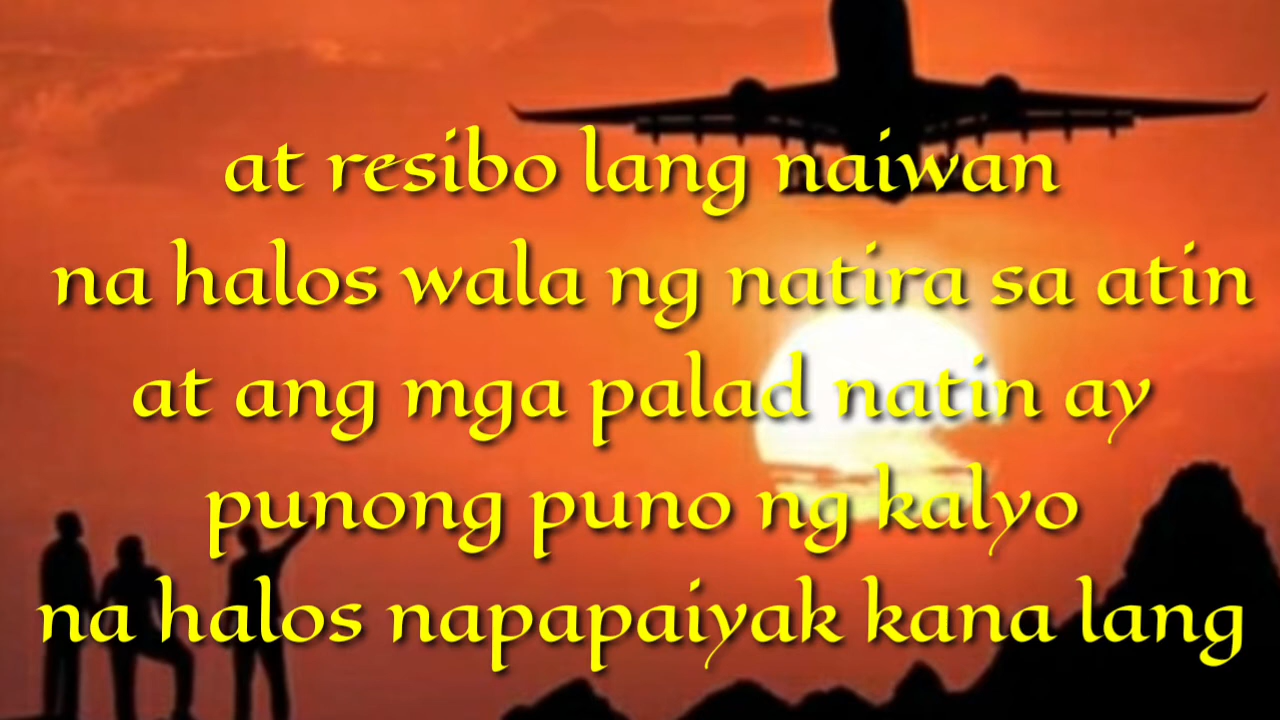 at resibo lang naiwan
na halos wala ng natira sa atin
at ang mga palad natin ay
punong puno ng kalyo
na halos napapaiyak kana lang